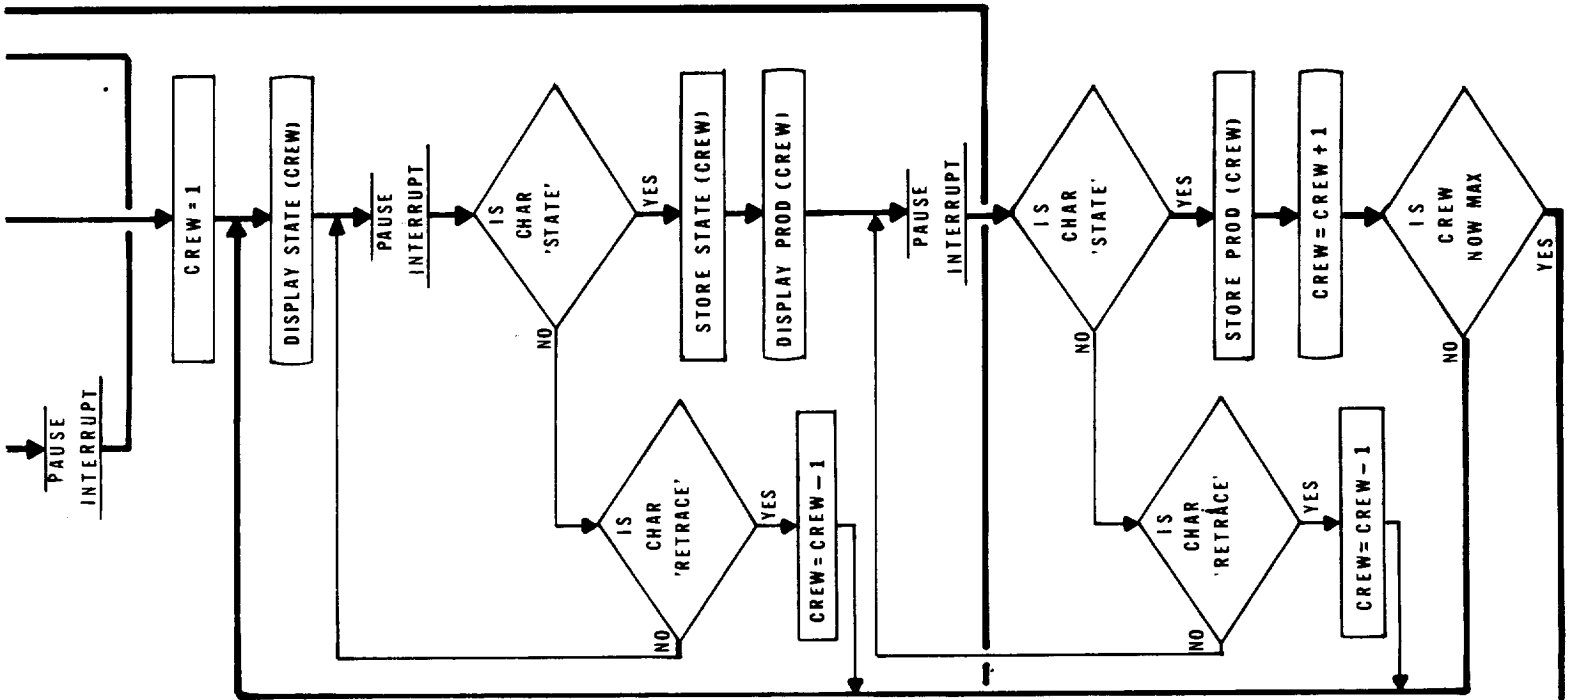 PAUSE
INTERRUPT
CREW = 1
DISPLAY STATE (CREW)
PAUSE
INTERRUPT
IS
CHAR
'STATE'
YES
NO
STORE STATE (CREW)
DISPLAY PROD (CREW)
IS
CHAR
'RETRACE'
YES
NO
CREW = CREW - 1
PAUSE
INTERRUPT
IS
CHAR
'STATE'
YES
NO
STORE PROD (CREW)
CREW = CREW + 1
IS
CHAR
'RETRACE'
YES
NO
CREW = CREW - 1
IS
CREW
NOW MAX
YES
NO